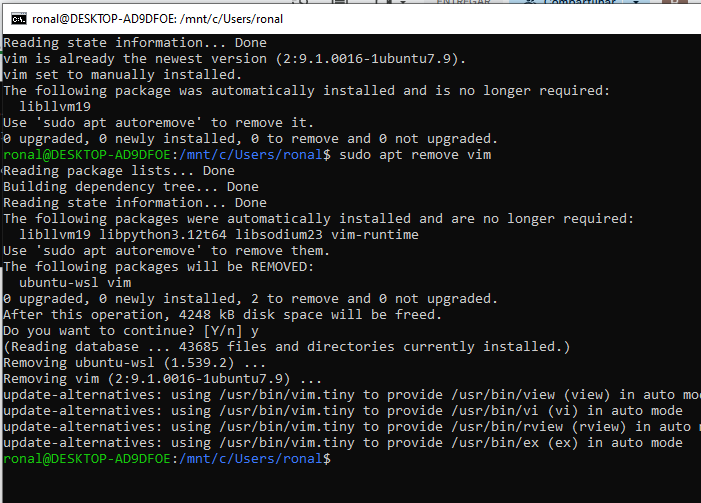 ENTREGAR
Compartilhar
ronal@DESKTOP-AD9DFOE: /mnt/c/Users/ronal
Reading state information... Done
vim is already the newest version (2:9.1.0016-1ubuntu7.9).
vim set to manually installed.
The following package was automatically installed and is no longer required:
  libllvm19
Use 'sudo apt autoremove' to remove it.
0 upgraded, 0 newly installed, 0 to remove and 0 not upgraded.
ronal@DESKTOP-AD9DFOE:/mnt/c/Users/ronal$ sudo apt remove vim
Reading package lists... Done
Building dependency tree... Done
Reading state information... Done
The following packages were automatically installed and are no longer required:
  libllvm19 libpython3.12t64 libsodium23 vim-runtime
Use 'sudo apt autoremove' to remove them.
The following packages will be REMOVED:
  ubuntu-wsl vim
0 upgraded, 0 newly installed, 2 to remove and 0 not upgraded.
After this operation, 4248 kB disk space will be freed.
Do you want to continue? [Y/n] y
(Reading database ... 43685 files and directories currently installed.)
Removing ubuntu-wsl (1.539.2) ...
Removing vim (2:9.1.0016-1ubuntu7.9) ...
update-alternatives: using /usr/bin/vim.tiny to provide /usr/bin/view (view) in auto mo
update-alternatives: using /usr/bin/vim.tiny to provide /usr/bin/vi (vi) in auto mode
update-alternatives: using /usr/bin/vim.tiny to provide /usr/bin/rview (rview) in auto
update-alternatives: using /usr/bin/vim.tiny to provide /usr/bin/ex (ex) in auto mode
ronal@DESKTOP-AD9DFOE:/mnt/c/Users/ronal$